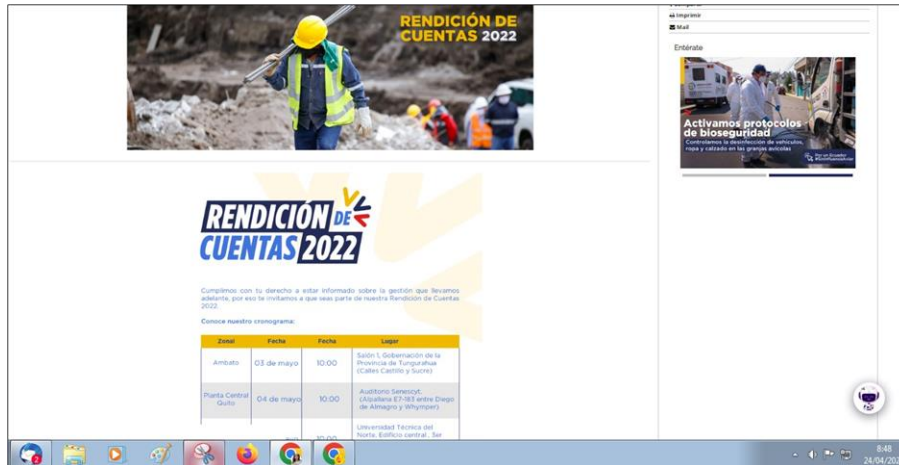 RENDICIÓN DE
CUENTAS 2022
Imprimir
Mail
Entérate
Activamos protocolos
de bioseguridad
Controlamos la desinfección de vehículos,
ropa y calzado en las granjas avícolas
RENDICIÓN DE
CUENTAS 2022
Cumplimos con tu derecho a estar informado sobre la gestión que llevamos
adelante, por eso te invitamos a que seas parte de nuestra Rendición de Cuentas
2022.
Conoce nuestro cronograma:
Zonal Fecha Fecha Lugar
Ambato 03 de mayo 10:00 Salón 1, Gobernación de la
Provincia de Tungurahua
(Calles Castillo y Sucre)
Planta Central
Quito 04 de mayo 10:00 Auditorio Senescyt,
(Alpallana E7-183 entre Diego
de Almagro y Whymper)
10:00 Universidad Técnica del
Norte, Edificio central, Ser
8:48